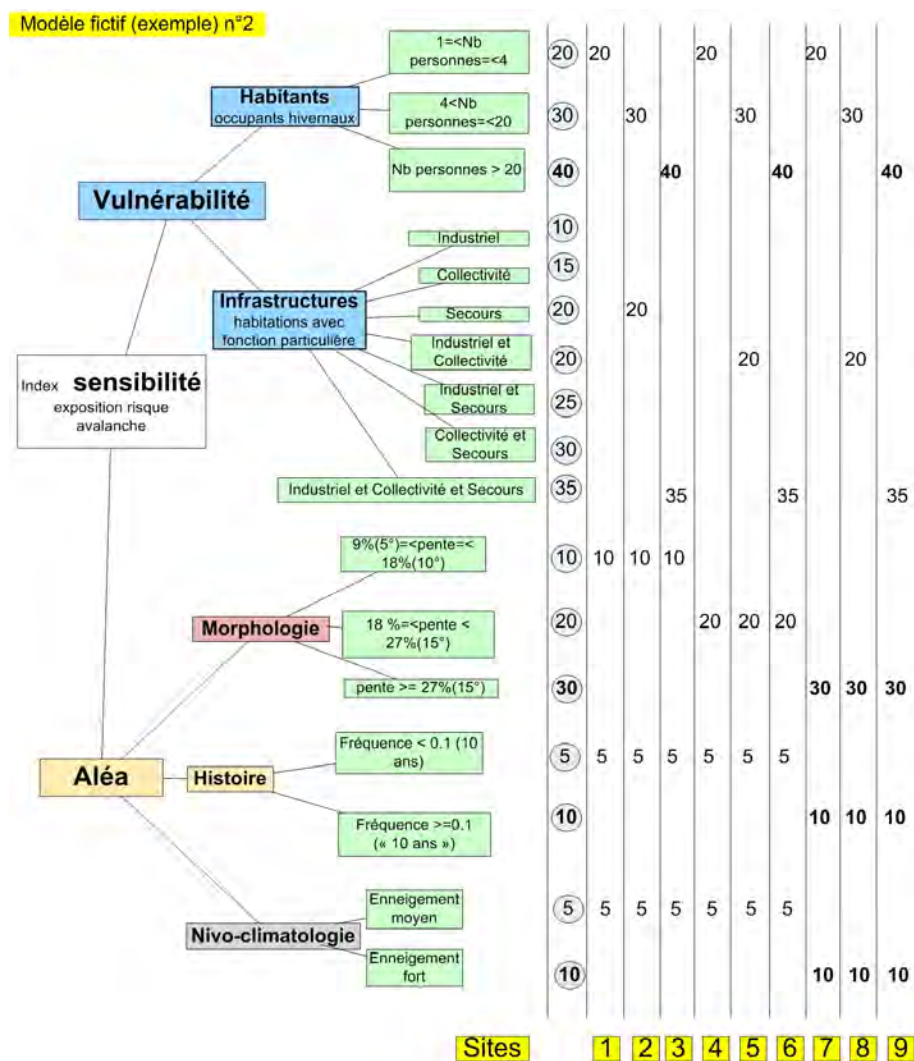 Modèle fictif (exemple) n°2
1=<Nb
personnes=<4
20 20 20 20
Habitants
occupants hivernaux
4<Nb
personnes=<20
30 30 30 30
Nb personnes > 20
40 40 40 40
Vulnérabilité
10
Industriel
15
Collectivité
Infrastructures
habitations avec
fonction particulière
Secours
20 20
Industriel et
Collectivité
20 20 20
Index sensibilité
exposition risque
avalanche
Industriel et
Secours
25
Collectivité et
Secours
30
Industriel et Collectivité et Secours
35 35 35 35
9%(5°)=<pente=<
18%(10°)
10 10 10 10
Morphologie
18 %=<pente <
27%(15°)
20 20 20 20
pente >= 27%(15°)
30 30 30 30
Aléa
Histoire
Fréquence < 0.1 (10
ans)
5 5 5 5 5 5 5
Fréquence >=0.1
(« 10 ans »)
10 10 10 10
Nivo-climatologie
Enneigement
moyen
5 5 5 5 5 5 5
Enneigement
fort
10 10 10 10
Sites 1 2 3 4 5 6 7 8 9